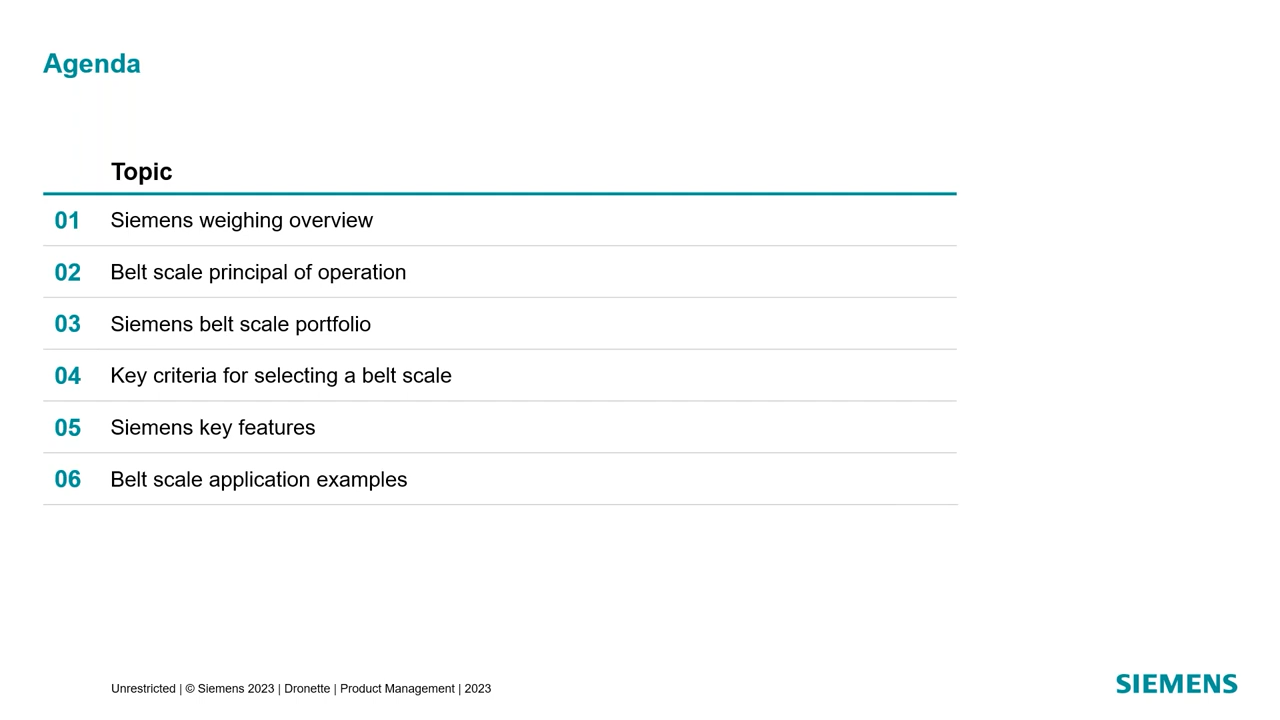 Agenda
Topic
01 Siemens weighing overview
02 Belt scale principal of operation
03 Siemens belt scale portfolio
04 Key criteria for selecting a belt scale
05 Siemens key features
06 Belt scale application examples
Unrestricted | © Siemens 2023 | Dronette | Product Management | 2023
SIEMENS